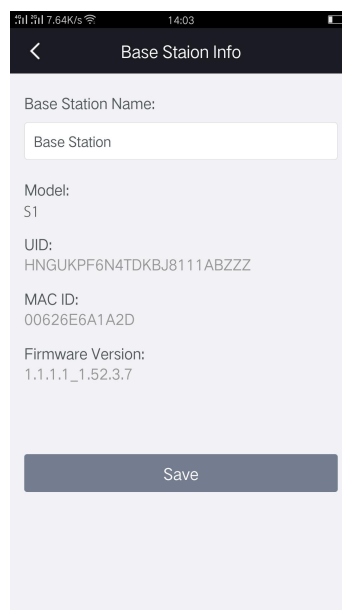 7.64K/s 14:03
Base Staion Info
Base Station Name:
Base Station
Model:
S1
UID:
HNGUKPF6N4TDKBJ8111ABZZZ
MAC ID:
00626E6A1A2D
Firmware Version:
1.1.1.1_1.52.3.7
Save